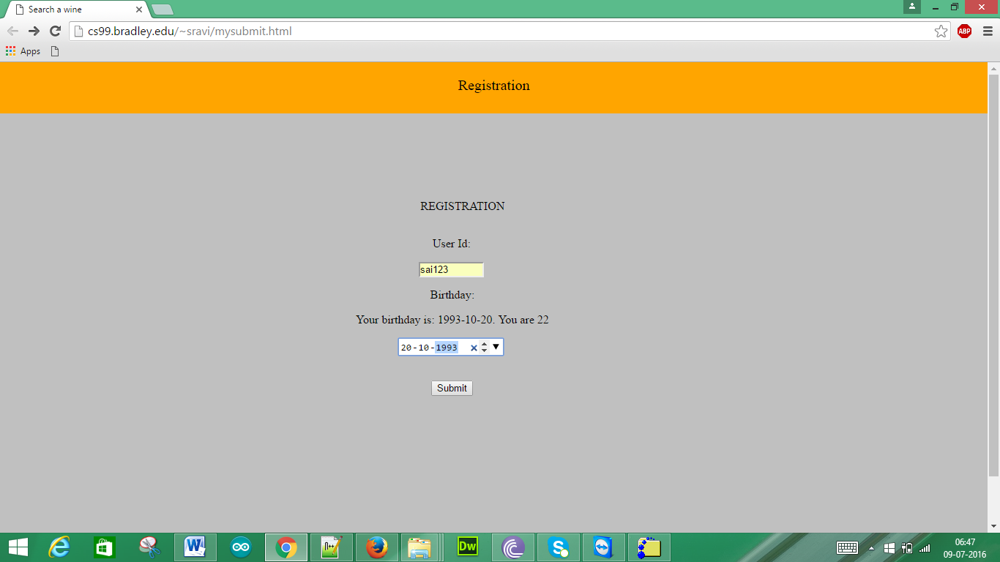 Search a wine
cs99.bradley.edu/~sravi/mysubmit.html
ABP
Apps
Registration
REGISTRATION
User Id:
sai123
Birthday:
Your birthday is: 1993-10-20. You are 22
20-10-1993
Submit
W
n++
Dw
S
06:47
09-07-2016